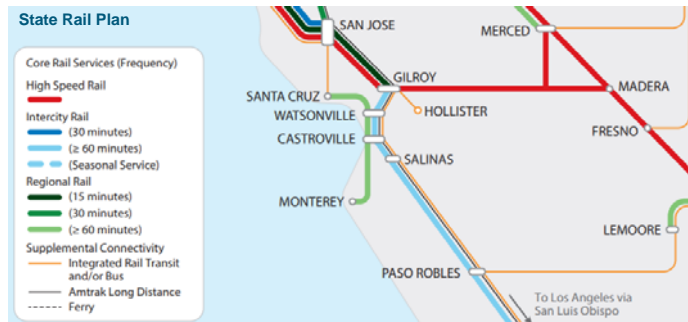 State Rail Plan
Core Rail Services (Frequency)
High Speed Rail
Intercity Rail
(30 minutes)
(≥ 60 minutes)
(Seasonal Service)
Regional Rail
(15 minutes)
(30 minutes)
(≥ 60 minutes)
Supplemental Connectivity
Integrated Rail Transit
and/or Bus
Amtrak Long Distance
Ferry
SAN JOSE
MERCED
GILROY
MADERA
SANTA CRUZ
HOLLISTER
WATSONVILLE
FRESNO
CASTROVILLE
SALINAS
MONTEREY
LEMOORE
PASO ROBLES
To Los Angeles via
San Luis Obispo